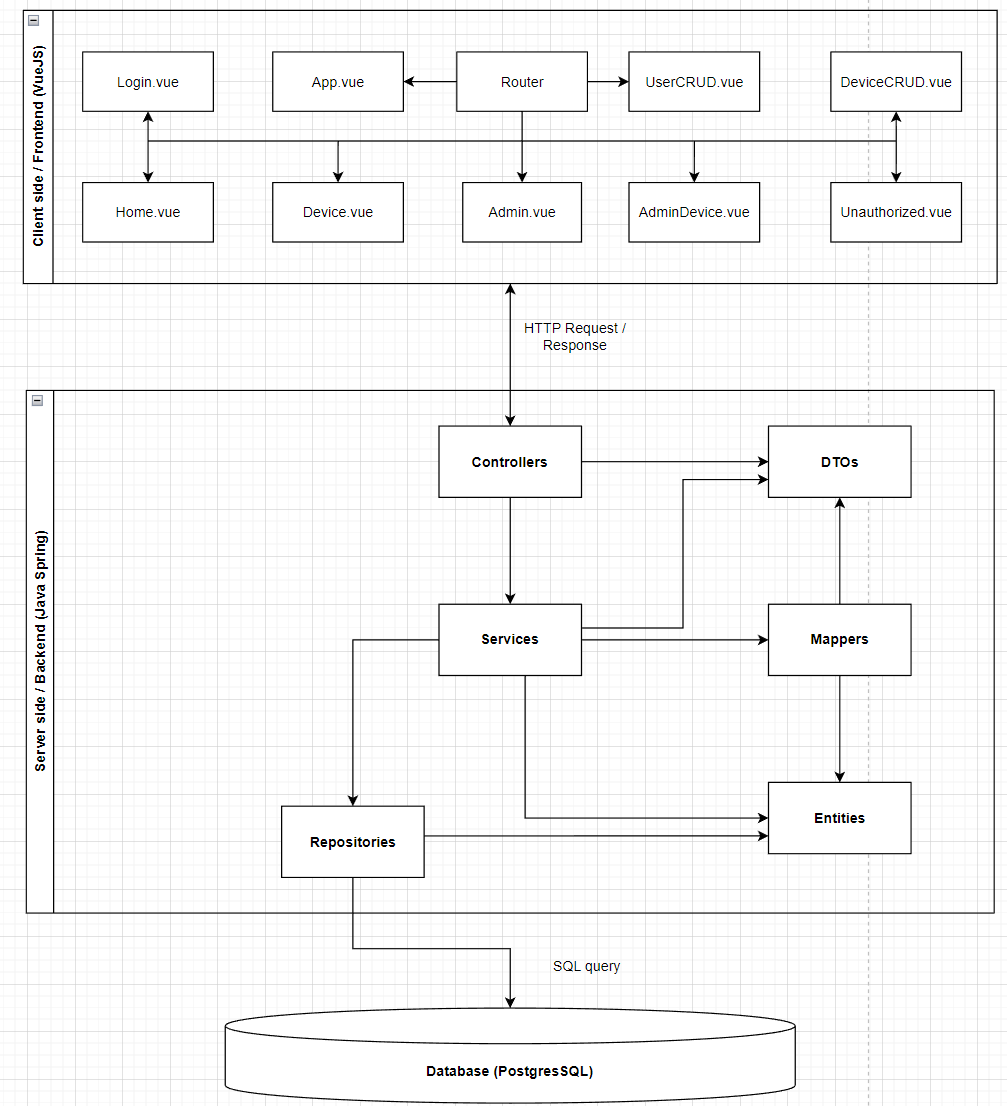 Client side / Frontend (VueJS)
Login.vue
App.vue
Router
UserCRUD.vue
DeviceCRUD.vue
Home.vue
Device.vue
Admin.vue
AdminDevice.vue
Unauthorized.vue
HTTP Request /
Response
Server side / Backend (Java Spring)
Controllers
DTOs
Services
Mappers
Entities
Repositories
SQL query
Database (PostgresSQL)